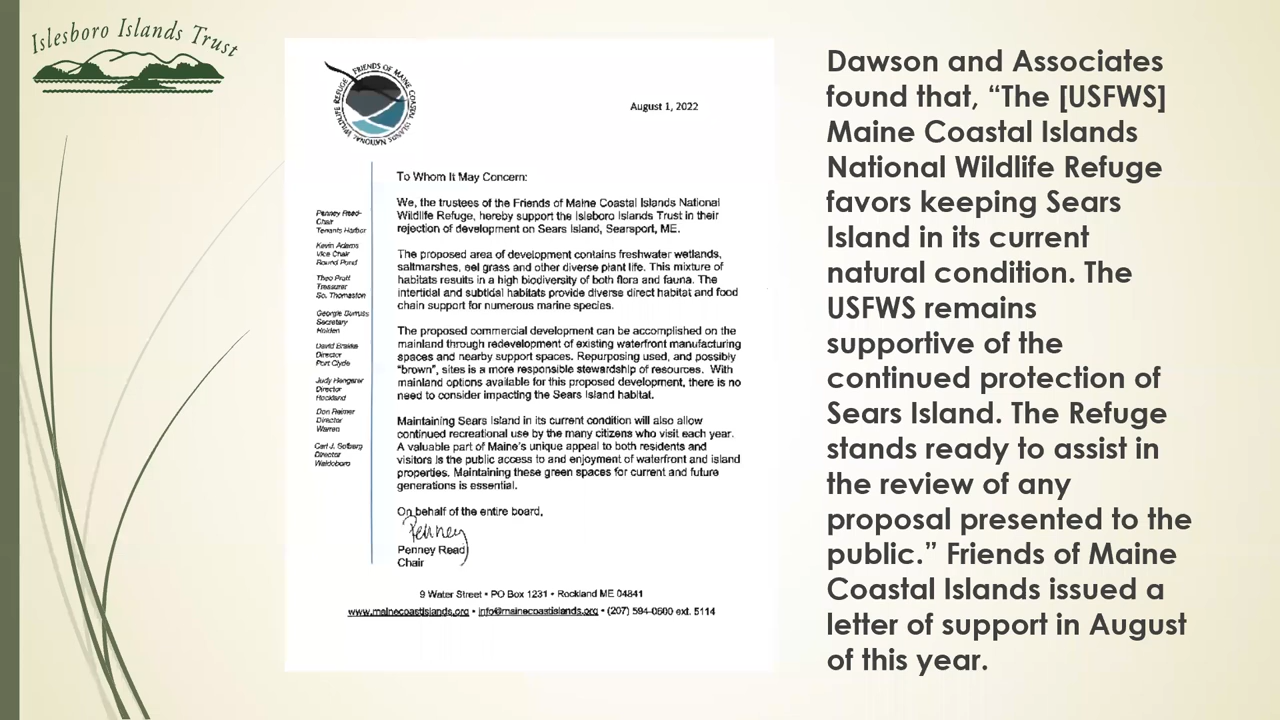 Islesboro Islands Trust
FRIENDS OF MAINE COASTAL ISLANDS NATIONAL WILDLIFE REFUGE
August 1, 2022
To Whom It May Concern:
We, the trustees of the Friends of Maine Coastal Islands National
Wildlife Refuge, hereby support the Isleboro Islands Trust in their
rejection of development on Sears Island, Searsport, ME.
The proposed area of development contains freshwater wetlands,
saltmarshes, eel grass and other diverse plant life. This mixture of
habitats results in a high biodiversity of both flora and fauna. The
intertidal and subtidal habitats provide diverse direct habitat and food
chain support for numerous marine species.
The proposed commercial development can be accomplished on the
mainland through redevelopment of existing waterfront manufacturing
spaces and nearby support spaces. Repurposing used, and possibly
"brown", sites is a more responsible stewardship of resources. With
mainland options available for this proposed development, there is no
need to consider impacting the Sears Island habitat.
Maintaining Sears Island in its current condition will also allow
continued recreational use by the many citizens who visit each year.
A valuable part of Maine's unique appeal to both residents and
visitors is the public access to and enjoyment of waterfront and island
properties. Maintaining these green spaces for current and future
generations is essential.
On behalf of the entire board,
Penney
Penney Read
Chair
Penney Read-
Chair
Tenants Harbor
Kevin Adams
Vice Chair
Round Pond
Theo Pratt
Treasurer
So. Thomaston
Georgie
Secretary
Holden
David
Director
Port Clyde
Judy
Director
Rockland
Don Reimer
Director
Warren
Carl J.
Director
Waldoboro
9 Water Street • PO Box 1231 • Rockland ME 04841
www.mainecoastislands.org • info@mainecoastislands.org • (207) 594-0600 ext. 5114
Dawson and Associates
found that, “The [USFWS]
Maine Coastal Islands
National Wildlife Refuge
favors keeping Sears
Island in its current
natural condition. The
USFWS remains
supportive of the
continued protection of
Sears Island. The Refuge
stands ready to assist in
the review of any
proposal presented to the
public.” Friends of Maine
Coastal Islands issued a
letter of support in August
of this year.